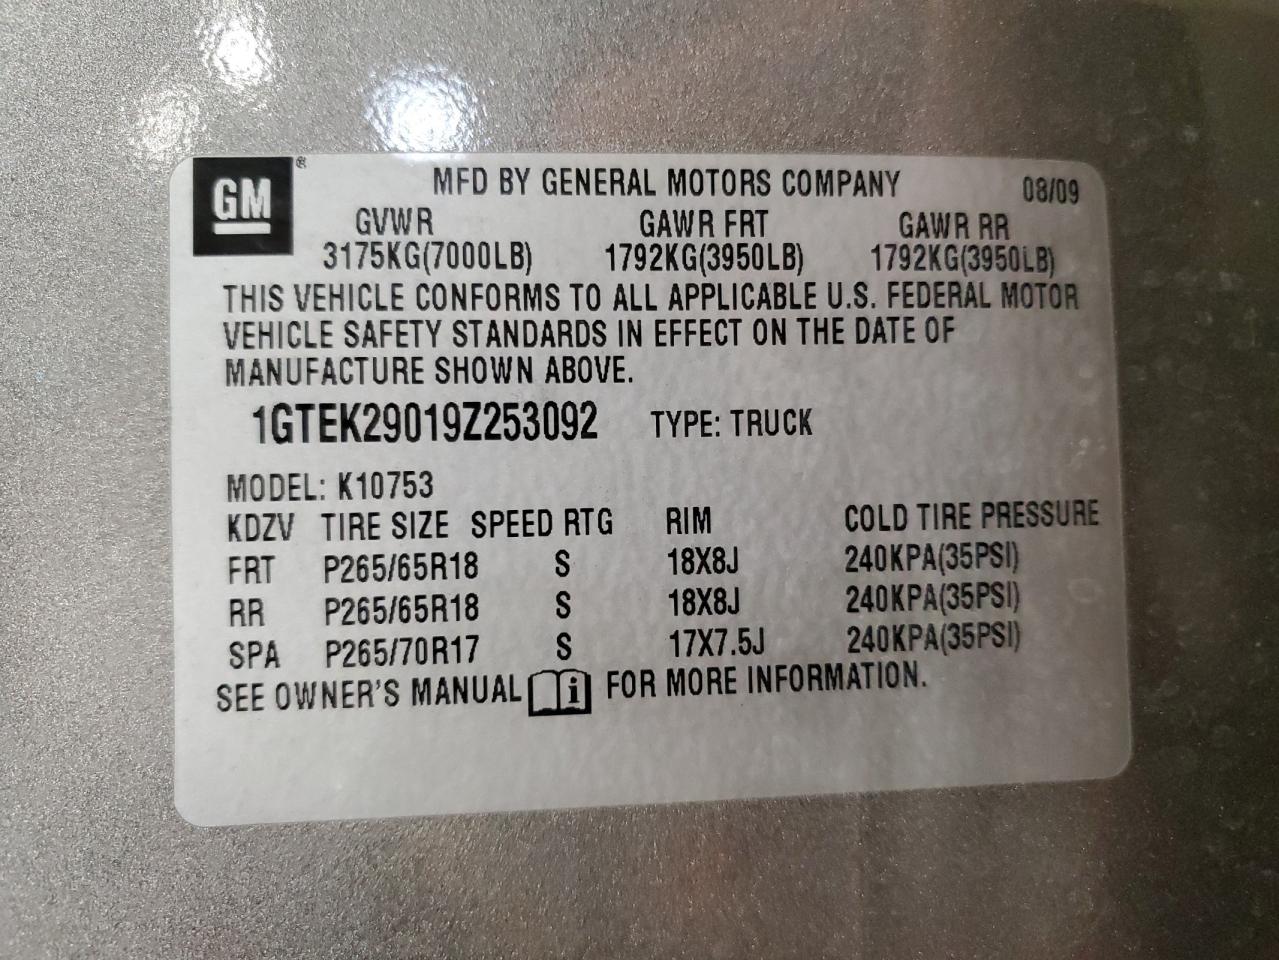 GM®
MFD BY GENERAL MOTORS COMPANY 08/09
GVWR GAWR FRT GAWR RR
3175KG(7000LB) 1792KG(3950LB) 1792KG(3950LB)
THIS VEHICLE CONFORMS TO ALL APPLICABLE U.S. FEDERAL MOTOR
VEHICLE SAFETY STANDARDS IN EFFECT ON THE DATE OF
MANUFACTURE SHOWN ABOVE.
1GTEK29019Z253092 TYPE: TRUCK
MODEL: K10753
KDZV TIRE SIZE SPEED RTG RIM COLD TIRE PRESSURE
FRT P265/65R18 S 18X8J 240KPA(35PSI)
RR P265/65R18 S 18X8J 240KPA(35PSI)
SPA P265/70R17 S 17X7.5J 240KPA(35PSI)
SEE OWNER'S MANUAL i FOR MORE INFORMATION.